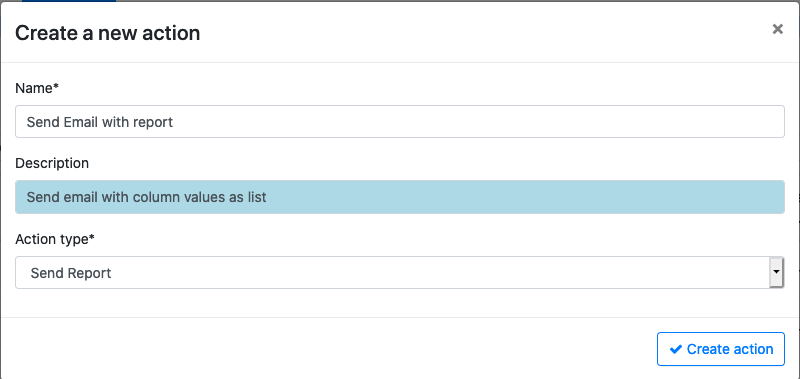 Create a new action
×
Name*
Send Email with report
Description
Send email with column values as list
Action type*
Send Report
Create action